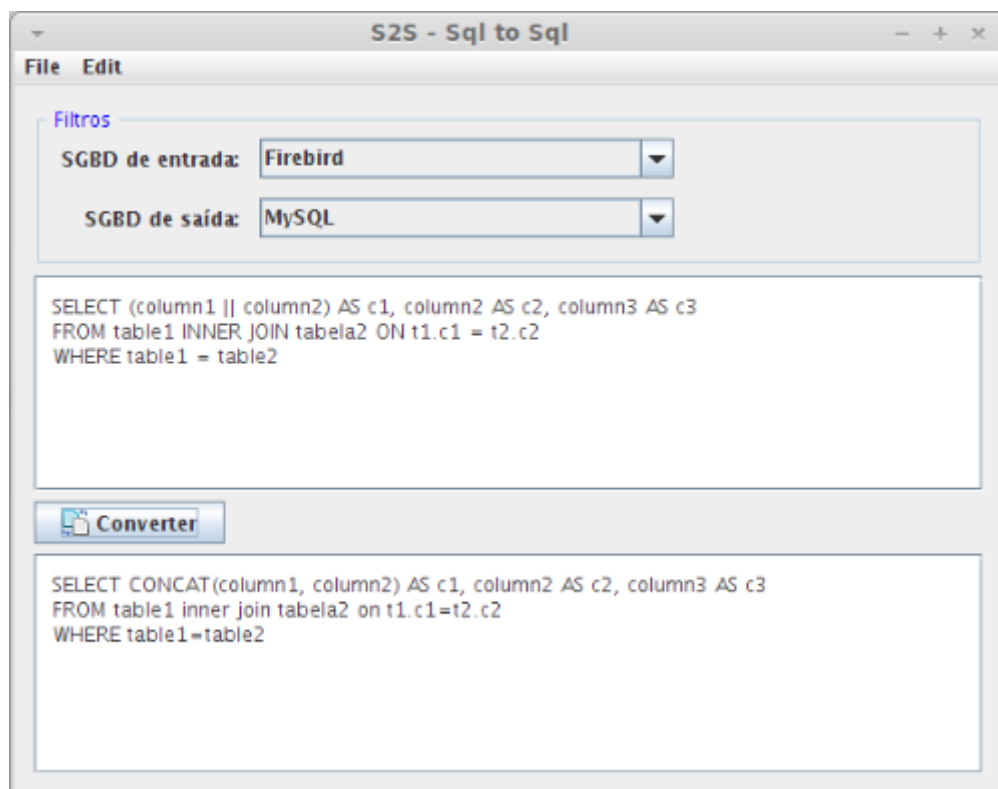 S2S - Sql to Sql
File Edit
Filtros
SGBD de entrada: Firebird
SGBD de saída: MySQL
SELECT (column1 || column2) AS c1, column2 AS c2, column3 AS c3
FROM table1 INNER JOIN tabela2 ON t1.c1 = t2.c2
WHERE table1 = table2
Converter
SELECT CONCAT(column1, column2) AS c1, column2 AS c2, column3 AS c3
FROM table1 inner join tabela2 on t1.c1=t2.c2
WHERE table1=table2